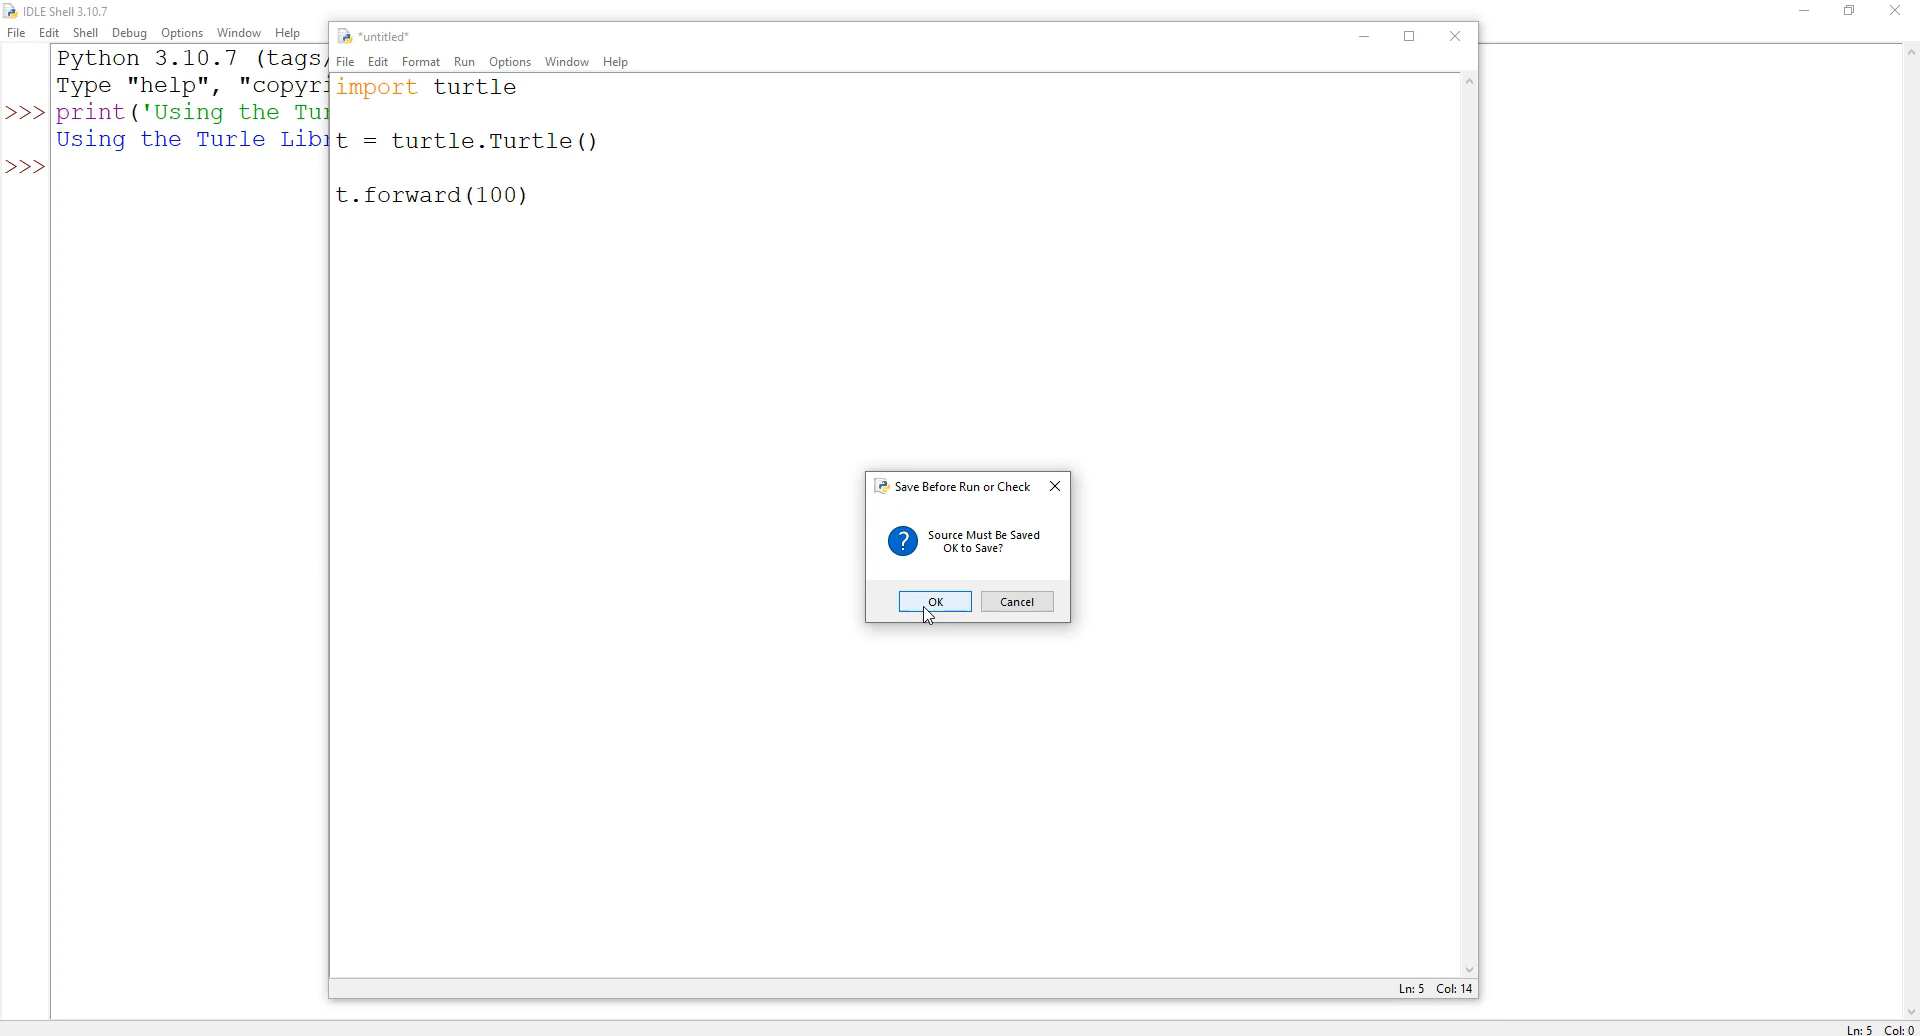 IDLE Shell 3.10.7
File Edit Shell Debug Options Window Help
Python 3.10.7 (tags/
Type "help", "copyri
>>> print('Using the Tur
Using the Turle Libr
>>>
*untitled*
File Edit Format Run Options Window Help
import turtle
t = turtle.Turtle()
t.forward(100)
Save Before Run or Check
?
Source Must Be Saved
OK to Save?
OK Cancel
Ln: 5 Col: 14
Ln: 5 Col: 0